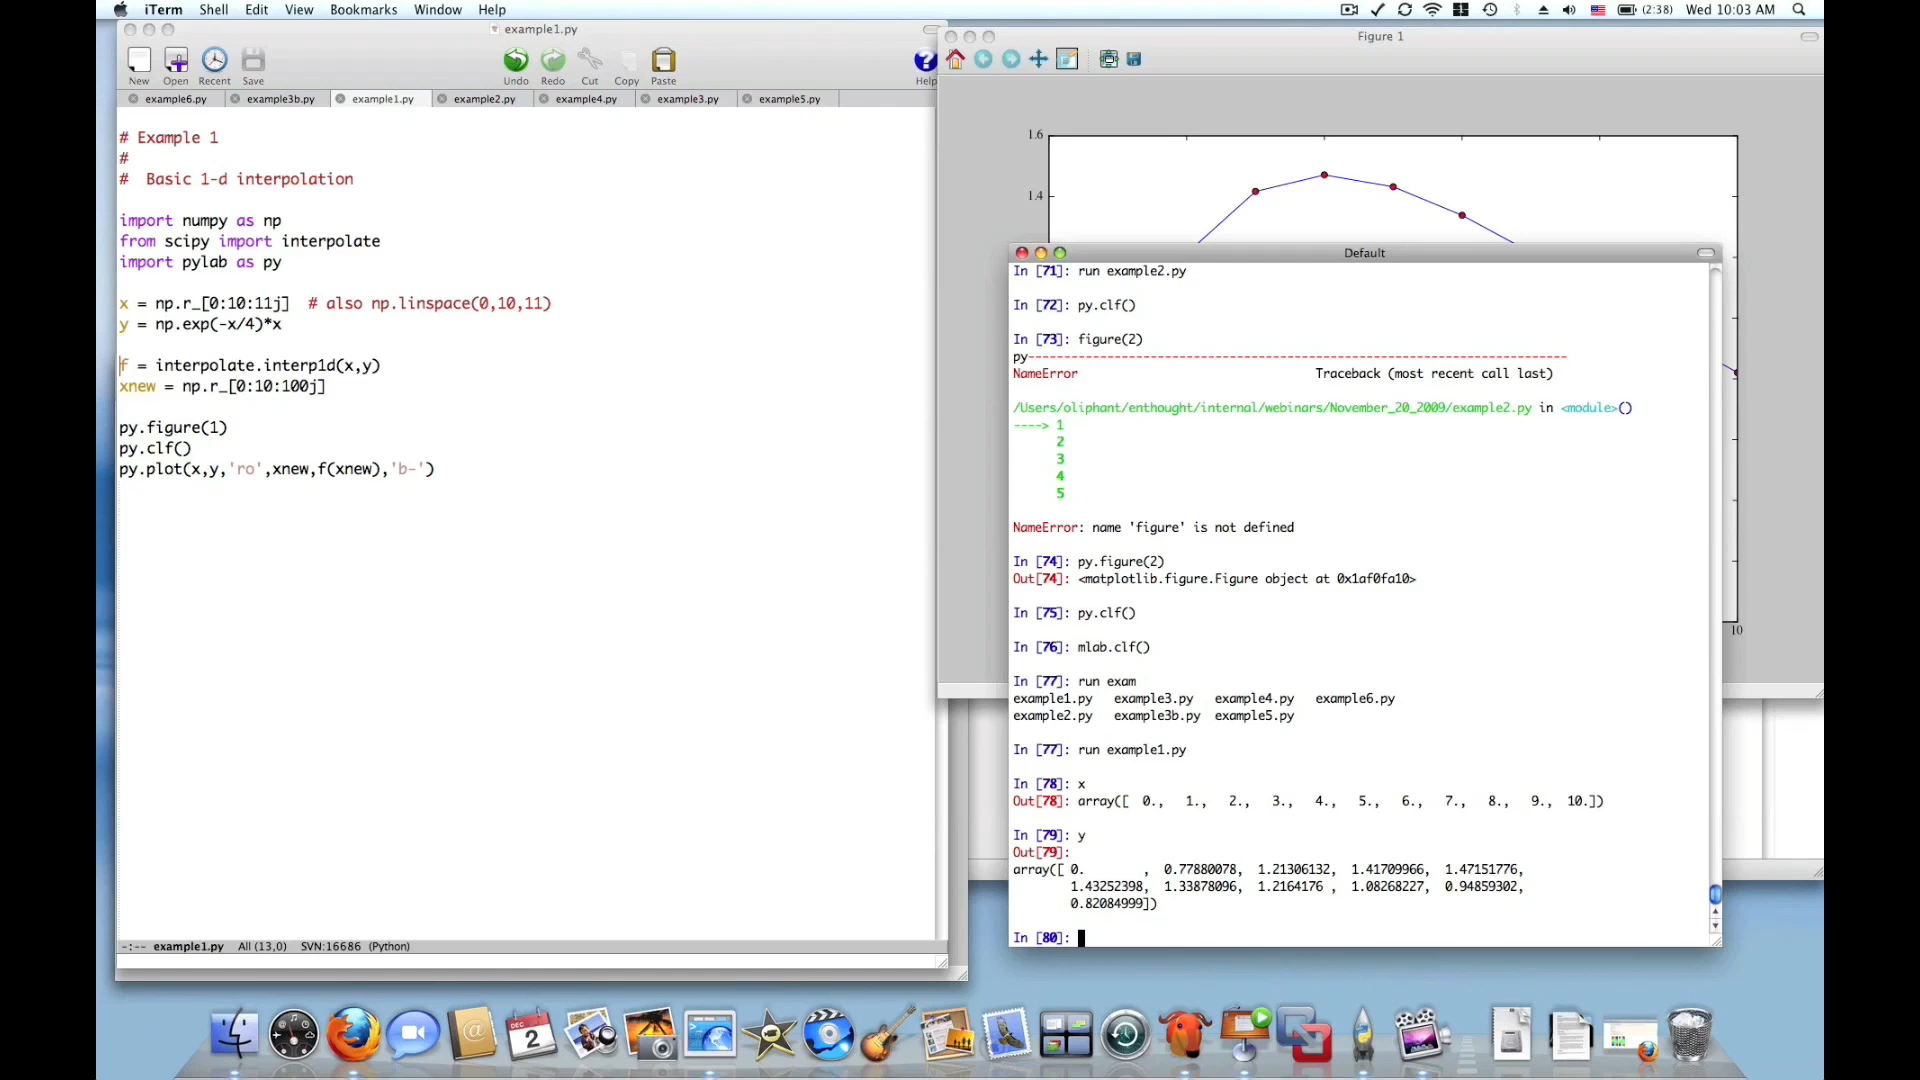 iTerm Shell Edit View Bookmarks Window Help
(2:38) Wed 10:03 AM
example1.py
New Open Recent Save Undo Redo Cut Copy Paste Help
example6.py example3b.py example1.py example2.py example4.py example3.py example5.py
# Example 1
#
# Basic 1-d interpolation
import numpy as np
from scipy import interpolate
import pylab as py
x = np.r_[0:10:11j] # also np.linspace(0,10,11)
y = np.exp(-x/4)*x
f = interpolate.interp1d(x,y)
xnew = np.r_[0:10:100j]
py.figure(1)
py.clf()
py.plot(x,y,'ro',xnew,f(xnew),'b-')
-:-- example1.py All (13,0) SVN:16686 (Python)
Figure 1
1.6
1.4
10
Default
In [71]: run example2.py
In [72]: py.clf()
In [73]: figure(2)
py---------------------------------------------------------------------------
NameError Traceback (most recent call last)
/Users/oliphant/enthought/internal/webinars/November_20_2009/example2.py in <module>()
----> 1
2
3
4
5
NameError: name 'figure' is not defined
In [74]: py.figure(2)
Out[74]: <matplotlib.figure.Figure object at 0x1af0fa10>
In [75]: py.clf()
In [76]: mlab.clf()
In [77]: run exam
example1.py example3.py example4.py example6.py
example2.py example3b.py example5.py
In [77]: run example1.py
In [78]: x
Out[78]: array([ 0., 1., 2., 3., 4., 5., 6., 7., 8., 9., 10.])
In [79]: y
Out[79]:
array([ 0. , 0.77880078, 1.21306132, 1.41709966, 1.47151776,
1.43252398, 1.33878096, 1.2164176 , 1.08268227, 0.94859302,
0.82084999])
In [80]:
DEC
2